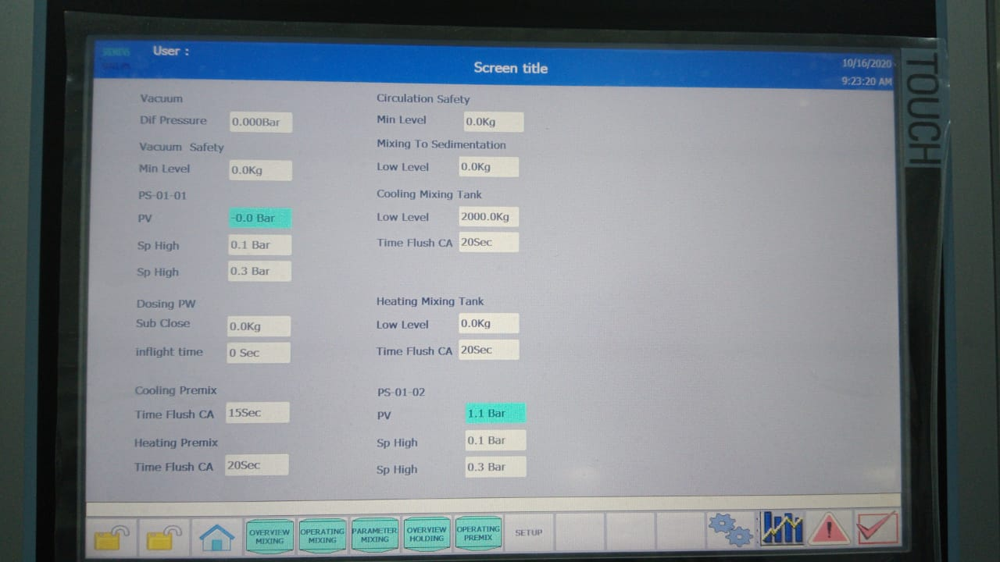 SIEMENS
User :
Screen title
10/16/2020
9:23:20 AM
TOUCH
Vacuum
Dif Pressure 0.000Bar
Vacuum Safety
Min Level 0.0Kg
PS-01-01
PV -0.0 Bar
Sp High 0.1 Bar
Sp High 0.3 Bar
Dosing PW
Sub Close 0.0Kg
inflight time 0 Sec
Cooling Premix
Time Flush CA 15Sec
Heating Premix
Time Flush CA 20Sec
Circulation Safety
Min Level 0.0Kg
Mixing To Sedimentation
Low Level 0.0Kg
Cooling Mixing Tank
Low Level 2000.0Kg
Time Flush CA 20Sec
Heating Mixing Tank
Low Level 0.0Kg
Time Flush CA 20Sec
PS-01-02
PV 1.1 Bar
Sp High 0.1 Bar
Sp High 0.3 Bar
OVERVIEW
MIXING
OPERATING
MIXING
PARAMETER
MIXING
OVERVIEW
HOLDING
OPERATING
PREMIX
SETUP